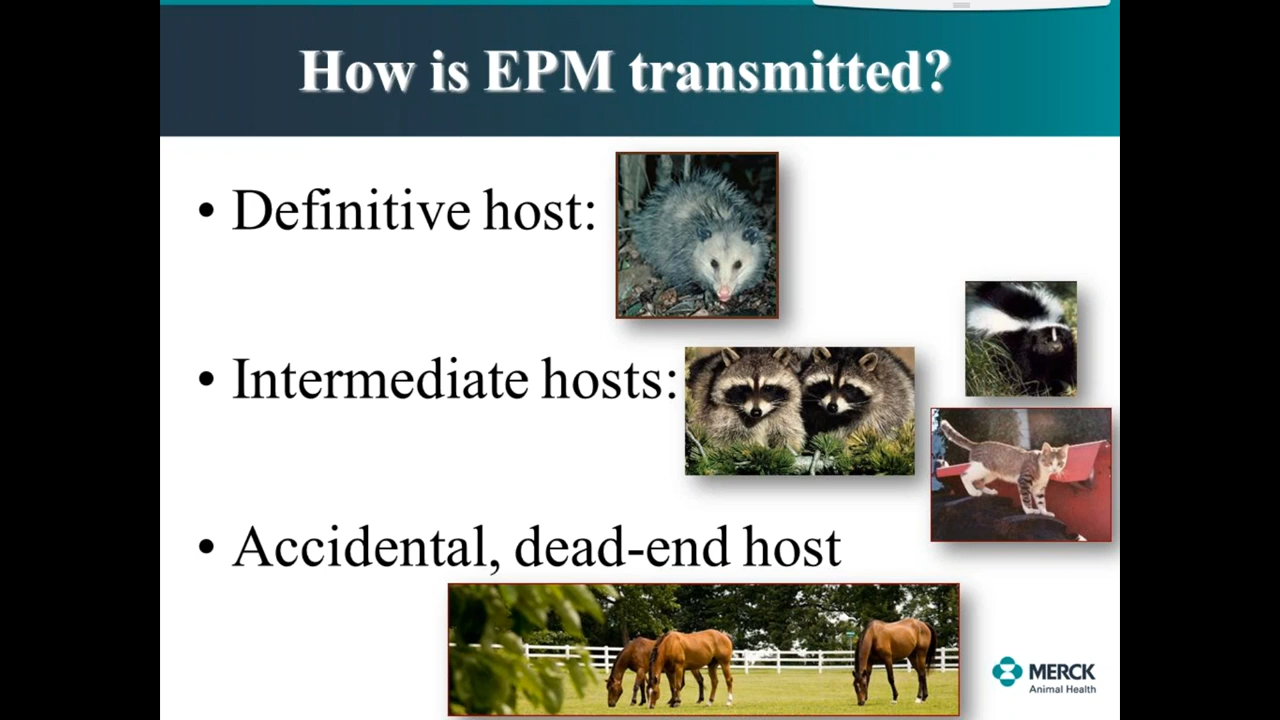 How is EPM transmitted?
• Definitive host:
• Intermediate hosts:
• Accidental, dead-end host
MERCK
Animal Health